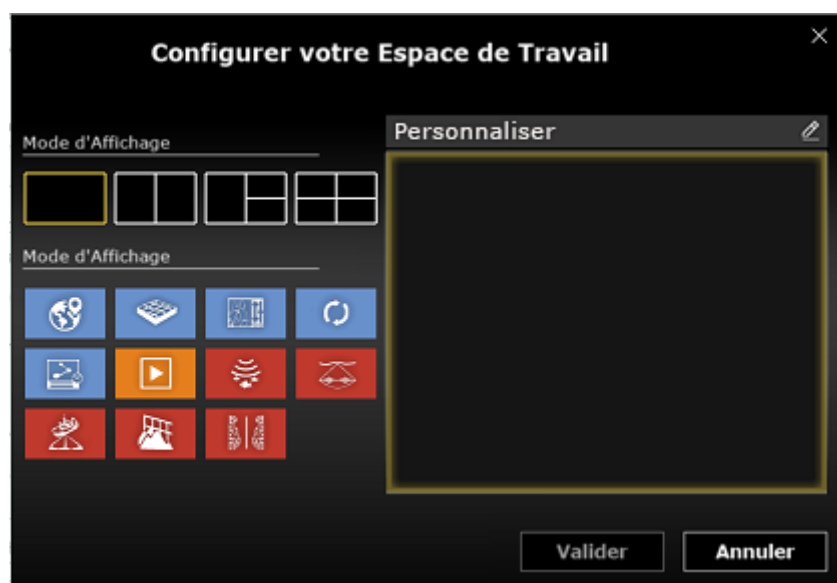 Configurer votre Espace de Travail
Mode d'Affichage
Personnaliser
Mode d'Affichage
Valider
Annuler